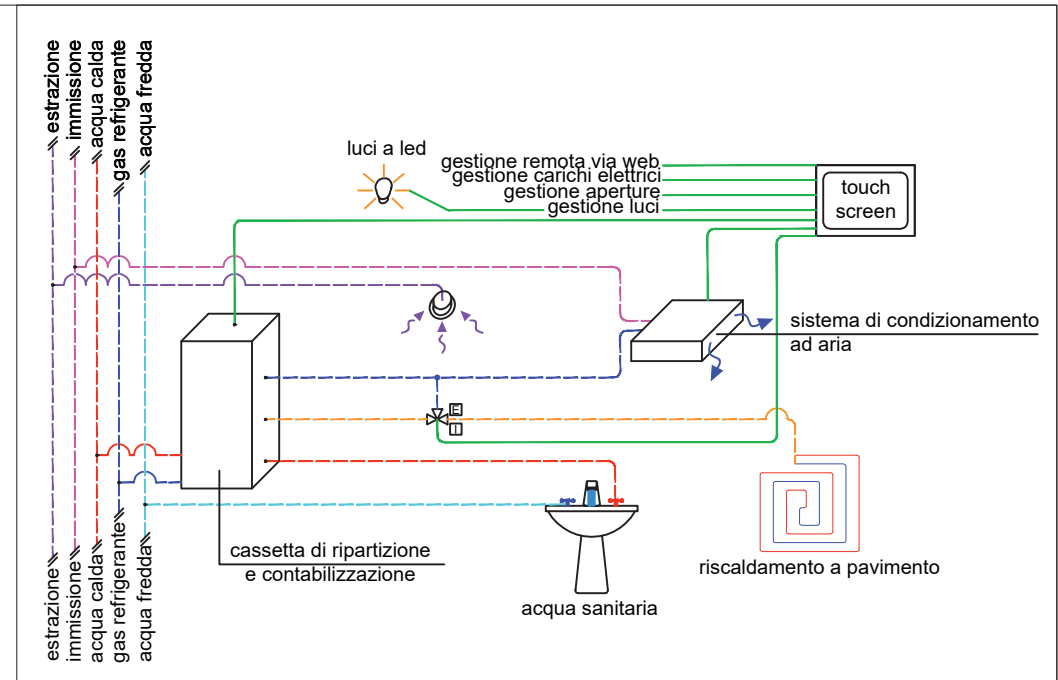 estrazione
immissione
acqua calda
gas refrigerante
acqua fredda
luci a led
gestione remota via web
gestione carichi elettrici
gestione aperture
gestione luci
touch
screen
sistema di condizionamento
ad aria
E
I
cassetta di ripartizione
e contabilizzazione
acqua sanitaria
riscaldamento a pavimento
estrazione
immissione
acqua calda
gas refrigerante
acqua fredda